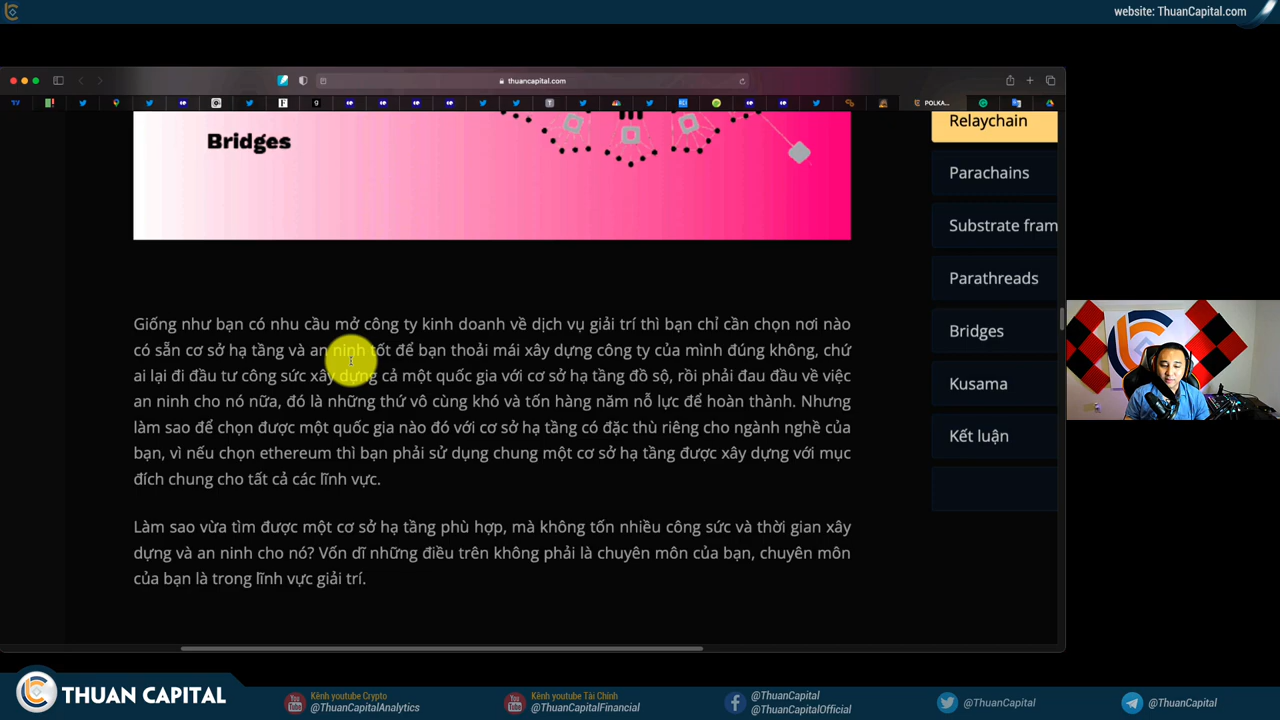 website: ThuanCapital.com
thuancapital.com
POLKA...
Bridges
Relaychain
Parachains
Substrate fram
Parathreads
Bridges
Kusama
Kết luận
Giống như bạn có nhu cầu mở công ty kinh doanh về dịch vụ giải trí thì bạn chỉ cần chọn nơi nào
có sẵn cơ sở hạ tầng và an ninh tốt để bạn thoải mái xây dựng công ty của mình đúng không, chứ
ai lại đi đầu tư công sức xây dựng cả một quốc gia với cơ sở hạ tầng đồ sộ, rồi phải đau đầu về việc
an ninh cho nó nữa, đó là những thứ vô cùng khó và tốn hàng năm nỗ lực để hoàn thành. Nhưng
làm sao để chọn được một quốc gia nào đó với cơ sở hạ tầng có đặc thù riêng cho ngành nghề của
bạn, vì nếu chọn ethereum thì bạn phải sử dụng chung một cơ sở hạ tầng được xây dựng với mục
đích chung cho tất cả các lĩnh vực.
Làm sao vừa tìm được một cơ sở hạ tầng phù hợp, mà không tốn nhiều công sức và thời gian xây
dựng và an ninh cho nó? Vốn dĩ những điều trên không phải là chuyên môn của bạn, chuyên môn
của bạn là trong lĩnh vực giải trí.
THUAN CAPITAL
Kênh youtube Crypto
@ThuanCapitalAnalytics
Kênh youtube Tài Chính
@ThuanCapitalFinancial
@ThuanCapital
@ThuanCapitalOfficial
@ThuanCapital
@ThuanCapital